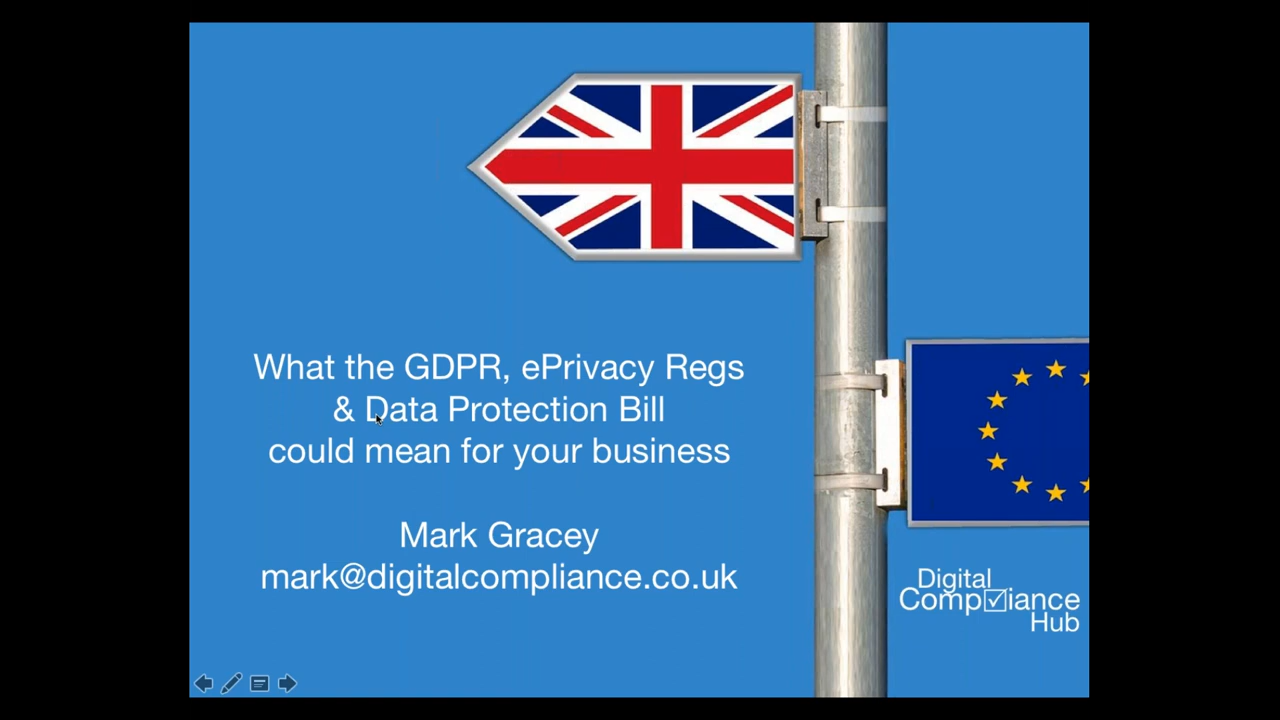 What the GDPR, ePrivacy Regs
& Data Protection Bill
could mean for your business
Mark Gracey
mark@digitalcompliance.co.uk
Digital
Compliance
Hub